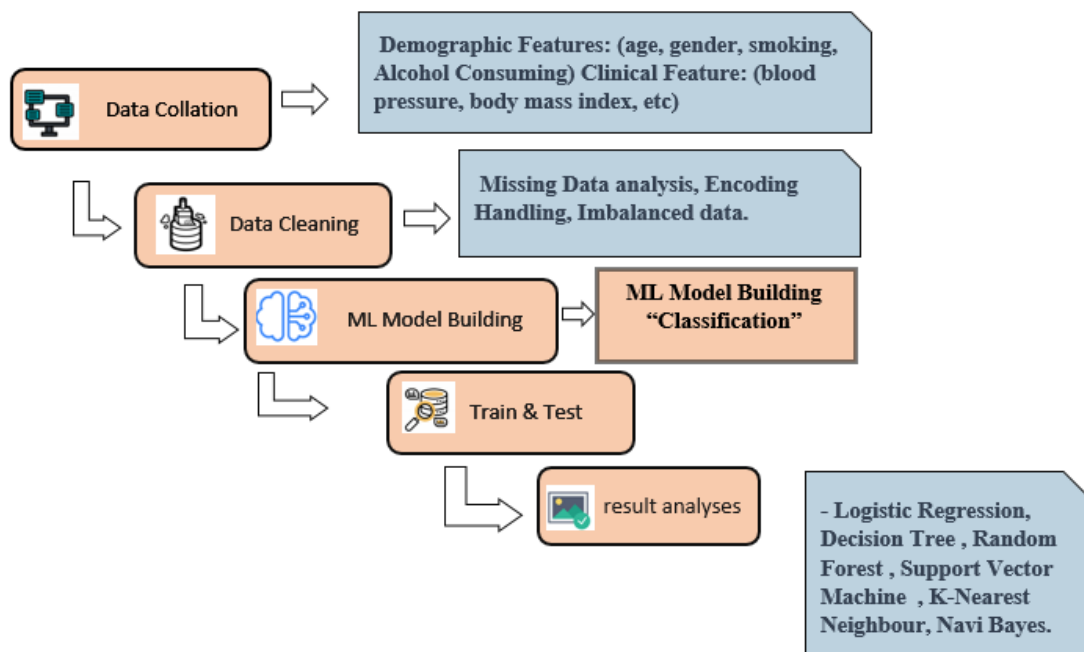 Demographic Features: (age, gender, smoking,
Alcohol Consuming) Clinical Feature: (blood
pressure, body mass index, etc)
Data Collation
Missing Data analysis, Encoding
Handling, Imbalanced data.
Data Cleaning
ML Model Building
“Classification”
ML Model Building
Train & Test
result analyses
- Logistic Regression,
Decision Tree , Random
Forest , Support Vector
Machine , K-Nearest
Neighbour, Navi Bayes.